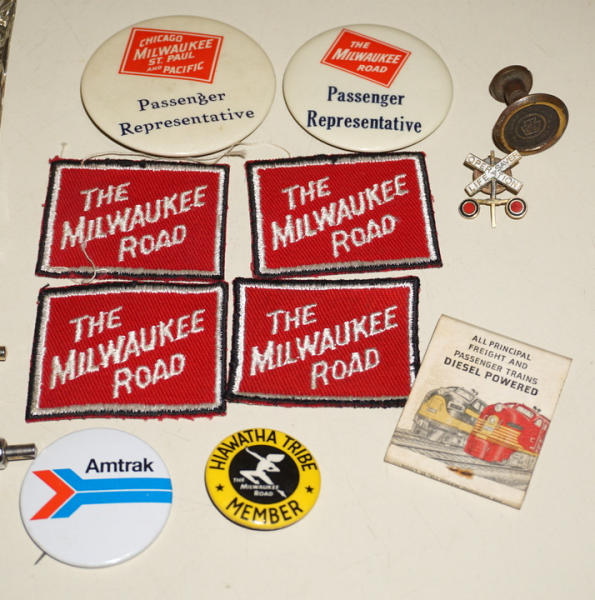 CHICAGO
MILWAUKEE
ST. PAUL
AND PACIFIC
Passenger
Representative
THE
MILWAUKEE
ROAD
Passenger
Representative
OPERATION
LIFESAVER
THE
MILWAUKEE
ROAD
THE
MILWAUKEE
ROAD
THE
MILWAUKEE
ROAD
THE
MILWAUKEE
ROAD
ALL PRINCIPAL
FREIGHT AND
PASSENGER TRAINS
DIESEL POWERED
Amtrak
HIAWATHA TRIBE
THE
MILWAUKEE
ROAD
MEMBER